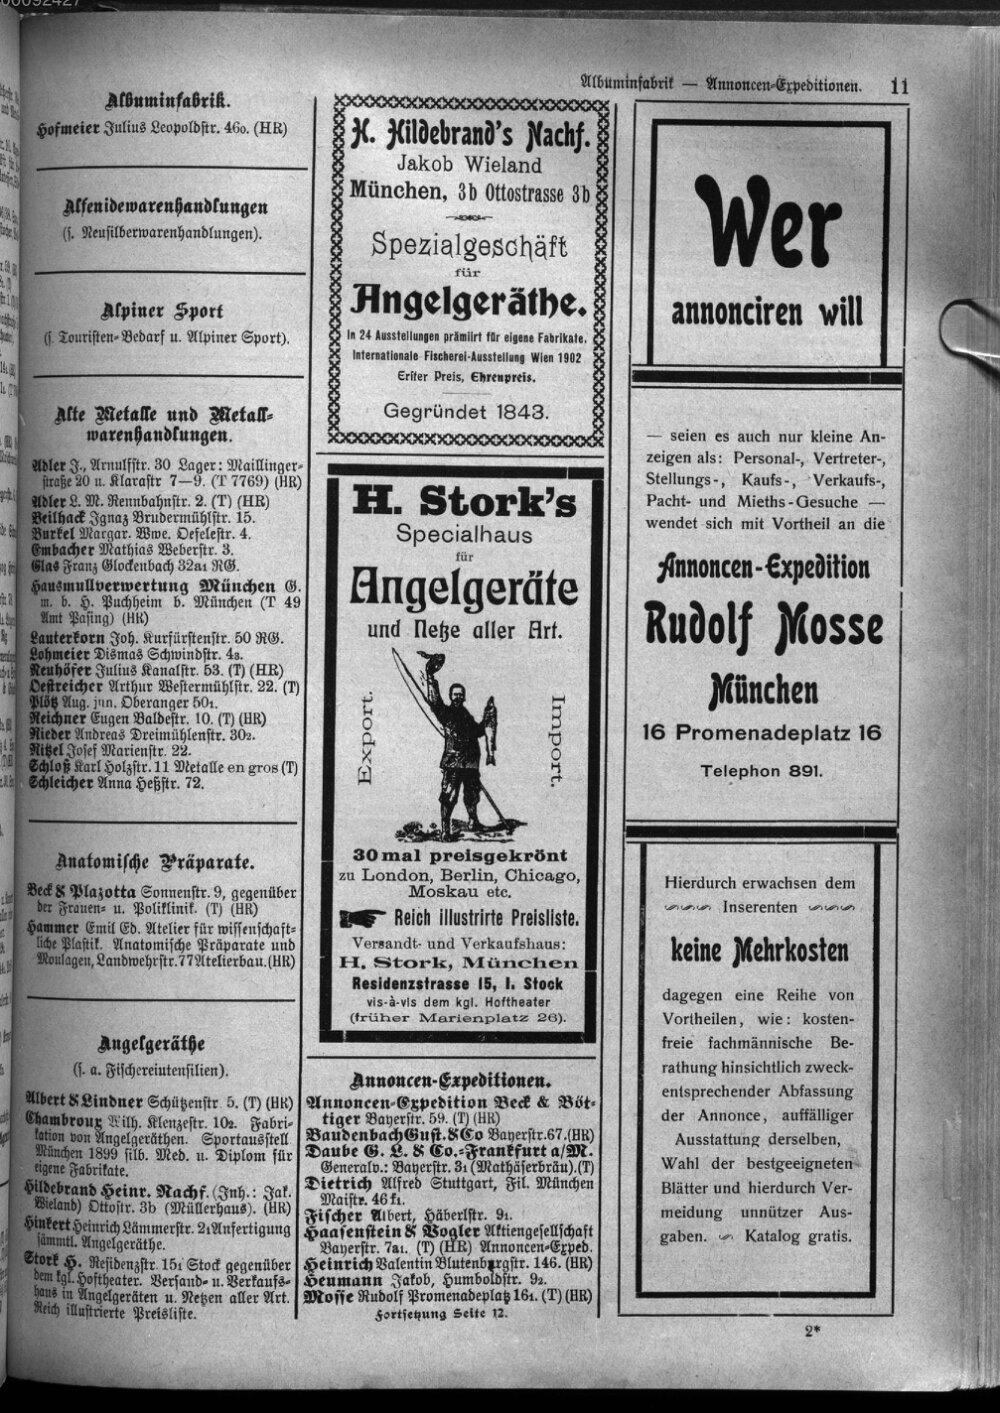 Albuminfabrik — Annoncen-Expeditionen. 11
Albuminfabrik.
Hofmeier Julius Leopoldstr. 46o. (HR)
Alfenidewarenhandlungen
(s. Neusilberwarenhandlungen).
Alpiner Sport
(s. Touristen-Bedarf u. Alpiner Sport).
Alte Metalle und Metall-
warenhandlungen.
Adler J., Arnulfstr. 30 Lager: Maillinger-
straße 20 u. Klarastr 7—9. (T 7769) (HR)
Adler L. M. Rennbahnstr. 2. (T) (HR)
Beilhack Ignaz Brudermühlstr. 15.
Burkel Margar. Wwe. Oefelestr. 4.
Embacher Mathias Weberstr. 3.
Glas Franz Glockenbach 32a1 RG.
Hausmüllverwertung München G.
m. b. H. Puchheim b. München (T 49
Amt Pasing) (HR)
Lauterkorn Joh. Kurfürstenstr. 50 RG.
Lohmeier Dismas Schwindstr. 43.
Neuhöfer Julius Kanalstr. 53. (T) (HR)
Oestreicher Arthur Westermühlstr. 22. (T)
Plötz Aug. jun. Oberanger 501.
Reichner Eugen Baldestr. 10. (T) (HR)
Rieder Andreas Dreimühlenstr. 302.
Ritzel Josef Marienstr. 22.
Schloß Karl Holzstr. 11 Metalle en gros (T)
Schleicher Anna Heßstr. 72.
Anatomische Präparate.
Beck & Plazotta Sonnenstr. 9, gegenüber
der Frauen- u. Poliklinik. (T) (HR)
Hammer Emil Ed. Atelier für wissenschaft-
liche Plastik. Anatomische Präparate und
Moulagen, Landwehrstr. 77 Atelierbau. (HR)
Angelgeräthe
(s. a. Fischereiutensilien).
Albert & Lindner Schützenstr 5. (T) (HR)
Chambroux Wilh. Klenzestr. 102. Fabri-
kation von Angelgeräthen. Sportausstell
München 1899 silb. Med. u. Diplom für
eigene Fabrikate.
Hildebrand Heinr. Nachf. (Inh.: Jak.
Wieland) Ottostr. 3b (Müllerhaus). (HR)
Hinkert Heinrich Lämmerstr. 21 Anfertigung
sämmtl. Angelgeräthe.
Stork H. Residenzstr. 151 Stock gegenüber
dem kgl. Hoftheater. Versand- u. Verkaufs-
haus in Angelgeräten u. Netzen aller Art.
Reich illustrierte Preisliste.
H. Hildebrand's Nachf.
Jakob Wieland
München, 3b Ottostrasse 3b
Spezialgeschäft
für
Angelgeräthe.
In 24 Ausstellungen prämiirt für eigene Fabrikate.
Internationale Fischerei-Ausstellung Wien 1902
Erster Preis, Ehrenpreis.
Gegründet 1843.
H. Stork's
Specialhaus
für
Angelgeräte
und Netze aller Art.
Export.
Import.
30 mal preisgekrönt
zu London, Berlin, Chicago,
Moskau etc.
Reich illustrirte Preisliste.
Versandt- und Verkaufshaus:
H. Stork, München
Residenzstrasse 15, I. Stock
vis-à-vis dem kgl. Hoftheater
(früher Marienplatz 26).
Annoncen-Expeditionen.
Annoncen-Expedition Beck & Böt-
tiger Bayerstr. 59. (T) (HR)
Baudenbach Gust. & Co Bayerstr. 67. (HR)
Daube G. L. & Co.-Frankfurt a/M.
Generalv.: Bayerstr. 31 (Mathäserbräu). (T)
Dietrich Alfred Stuttgart, Fil. München
Maistr. 46 k1.
Fischer Albert, Häberlstr. 91.
Haasenstein & Vogler Aktiengesellschaft
Bayerstr. 7a1. (T) (HR) Annoncen-Exped.
Heinrich Valentin Blutenburgstr. 146. (HR)
Heumann Jakob, Humboldstr. 92.
Mosse Rudolf Promenadeplatz 161. (T) (HR)
Fortsetzung Seite 12.
Wer
annonciren will
— seien es auch nur kleine An-
zeigen als: Personal-, Vertreter-,
Stellungs-, Kaufs-, Verkaufs-,
Pacht- und Mieths-Gesuche —
wendet sich mit Vortheil an die
Annoncen-Expedition
Rudolf Mosse
München
16 Promenadeplatz 16
Telephon 891.
Hierdurch erwachsen dem
Inserenten
keine Mehrkosten
dagegen eine Reihe von
Vortheilen, wie: kosten-
freie fachmännische Be-
rathung hinsichtlich zweck-
entsprechender Abfassung
der Annonce, auffälliger
Ausstattung derselben,
Wahl der bestgeeigneten
Blätter und hierdurch Ver-
meidung unnützer Aus-
gaben. Katalog gratis.
2*